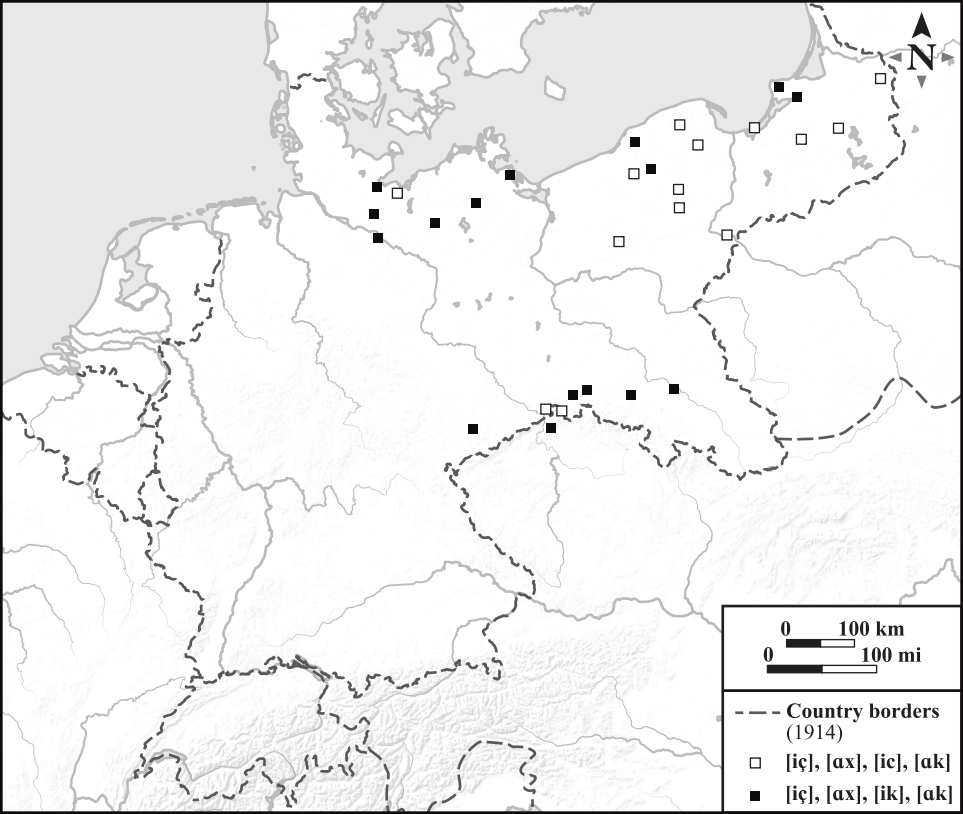 N
0 100 km
0 100 mi
Country borders
(1914)
[iç], [ɑx], [ic], [ɑk]
[iç], [ɑx], [ik], [ɑk]